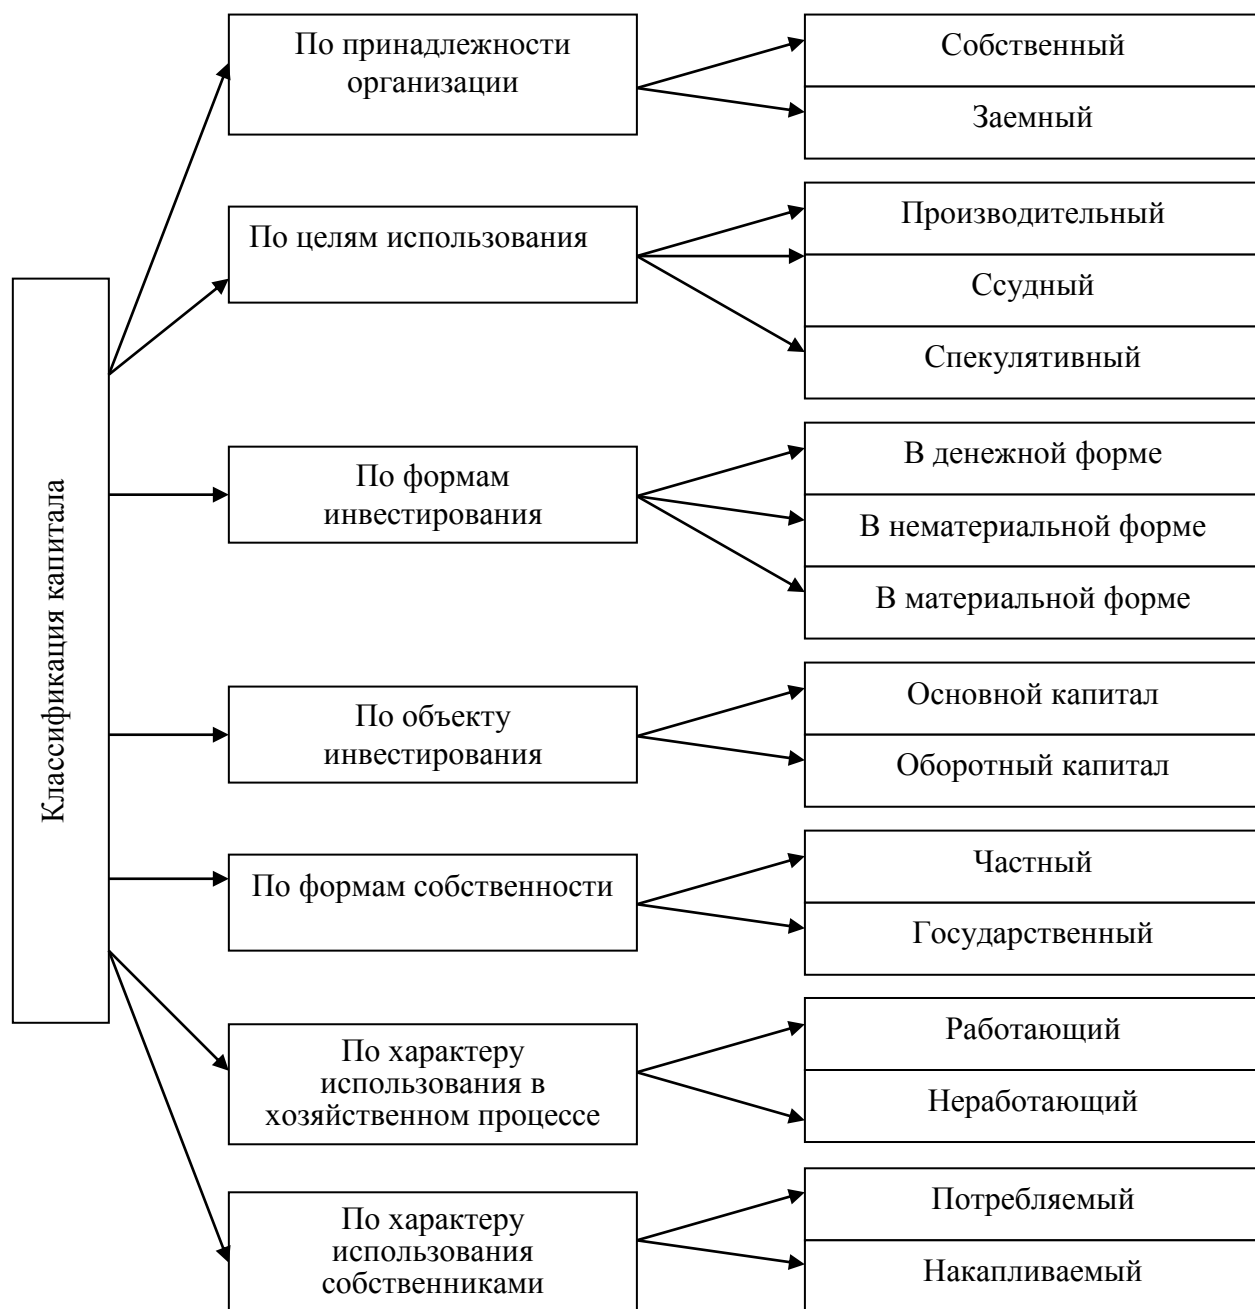 Классификация капитала
По принадлежности
организации
Собственный
Заемный
По целям использования
Производительный
Ссудный
Спекулятивный
По формам
инвестирования
В денежной форме
В нематериальной форме
В материальной форме
По объекту
инвестирования
Основной капитал
Оборотный капитал
По формам собственности
Частный
Государственный
По характеру
использования в
хозяйственном процессе
Работающий
Неработающий
По характеру
использования
собственниками
Потребляемый
Накапливаемый